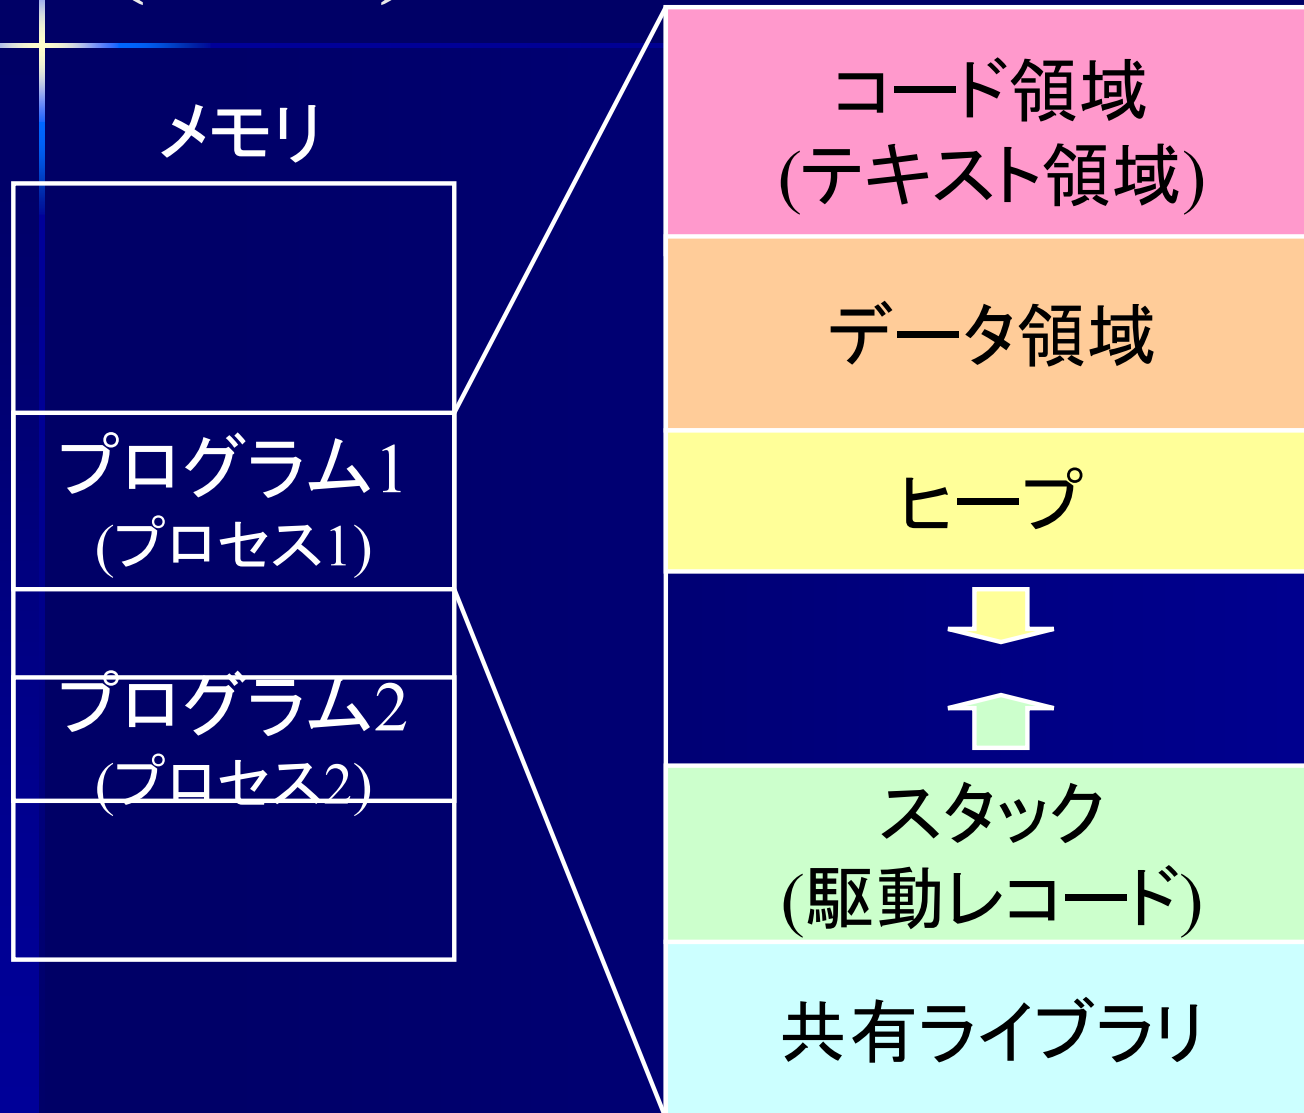 メモリ
プログラム1
(プロセス1)
プログラム2
(プロセス2)
コード領域
(テキスト領域)
データ領域
ヒープ
スタック
(駆動レコード)
共有ライブラリ